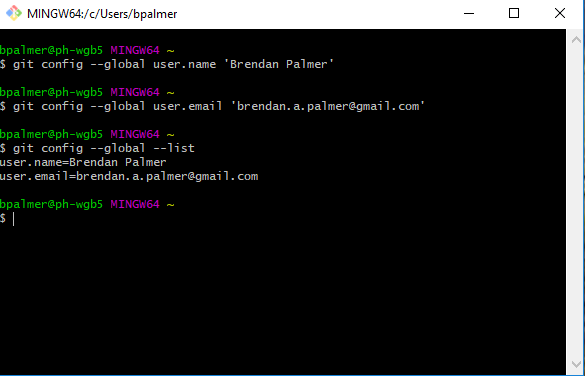 MINGW64:/c/Users/bpalmer
bpalmer@ph-wgb5 MINGW64 ~
$ git config --global user.name 'Brendan Palmer'
bpalmer@ph-wgb5 MINGW64 ~
$ git config --global user.email 'brendan.a.palmer@gmail.com'
bpalmer@ph-wgb5 MINGW64 ~
$ git config --global --list
user.name=Brendan Palmer
user.email=brendan.a.palmer@gmail.com
bpalmer@ph-wgb5 MINGW64 ~
$